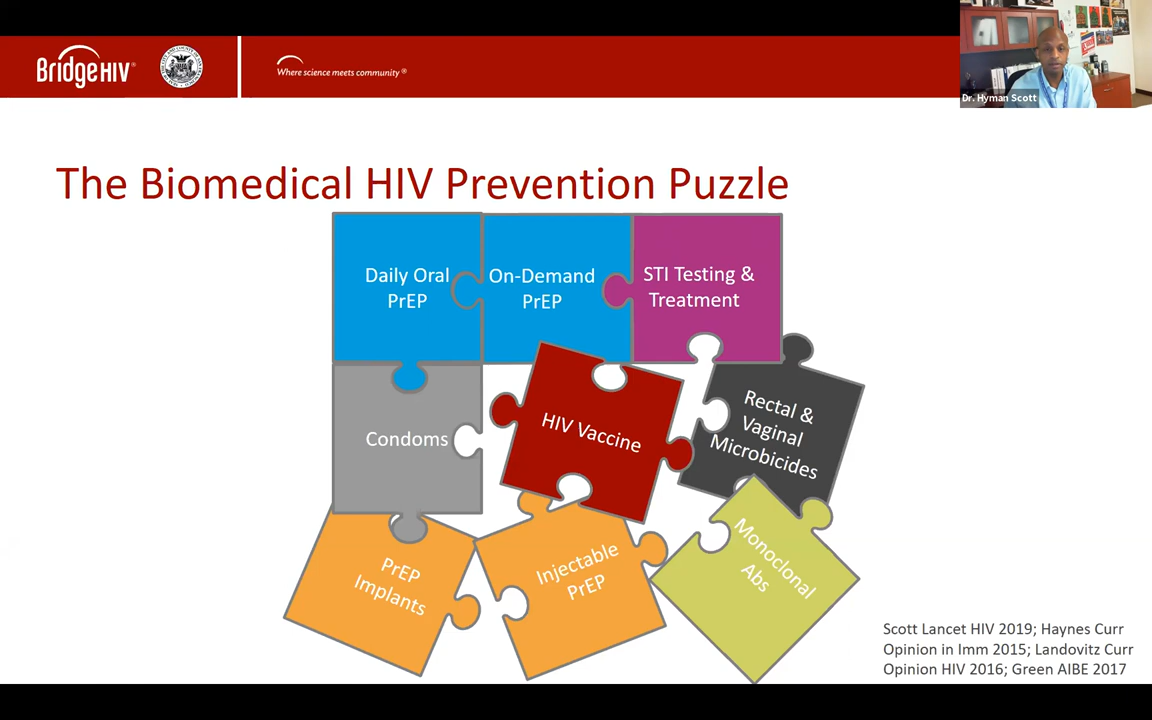 BridgeHIV®
Where science meets community®
Dr. Hyman Scott
The Biomedical HIV Prevention Puzzle
Daily Oral
PrEP
On-Demand
PrEP
STI Testing &
Treatment
Condoms
HIV Vaccine
Rectal &
Vaginal
Microbicides
PrEP
Implants
Injectable
PrEP
Monoclonal
Abs
Scott Lancet HIV 2019; Haynes Curr
Opinion in Imm 2015; Landovitz Curr
Opinion HIV 2016; Green AIBE 2017